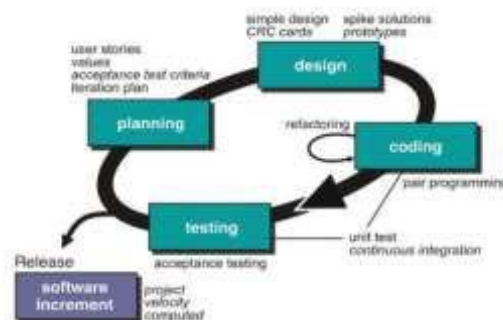 simple design
CRC cards
spike solutions
prototypes
user stories
values
acceptance test criteria
iteration plan
design
planning
refactoring
coding
pair programming
testing
unit test
continuous integration
acceptance testing
Release
software
increment
project
velocity
computed